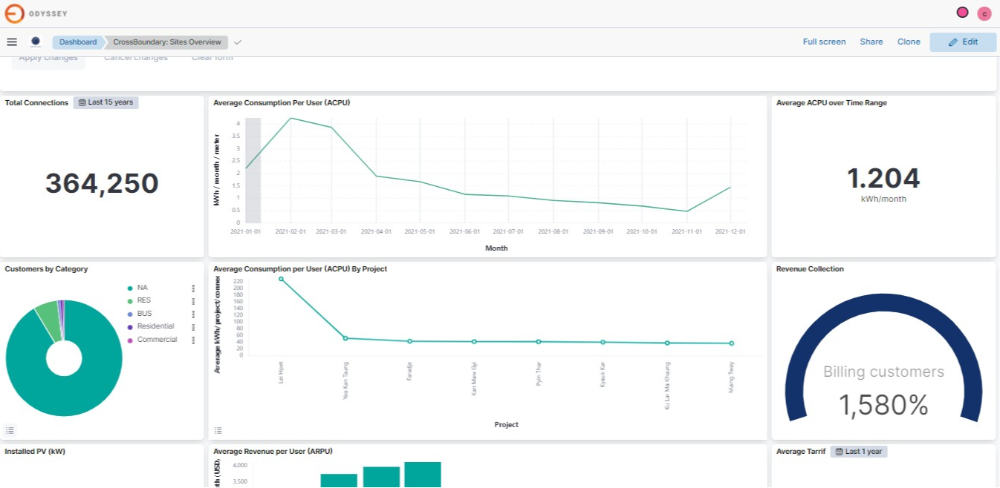 ODYSSEY
C
Dashboard
CrossBoundary: Sites Overview
Full screen
Share
Clone
Edit
Apply changes
Cancel changes
Clear form
Total Connections
Last 15 years
364,250
Average Consumption Per User (ACPU)
kWh / month / meter
4
3.5
3
2.5
2
1.5
1
0.5
0
2021-01-01
2021-02-01
2021-03-01
2021-04-01
2021-05-01
2021-06-01
2021-07-01
2021-08-01
2021-09-01
2021-10-01
2021-11-01
2021-12-01
Month
Average ACPU over Time Range
1.204
kWh/month
Customers by Category
NA
RES
BUS
Residential
Commercial
Average Consumption per User (ACPU) By Project
Average kWh/ project/connec
220
200
180
160
140
120
100
80
60
40
20
0
Lei Hpet
Yea Kan Taung
Faradje
Kan Maw Gyi
Pyin Thar
Kyauk Kar
Ku Lar Ma Khaung
Maing Tway
Project
Revenue Collection
Billing customers
1,580%
Installed PV (kW)
Average Revenue per User (ARPU)
(USD,
4,000
3,500
Average Tarrif
Last 1 year